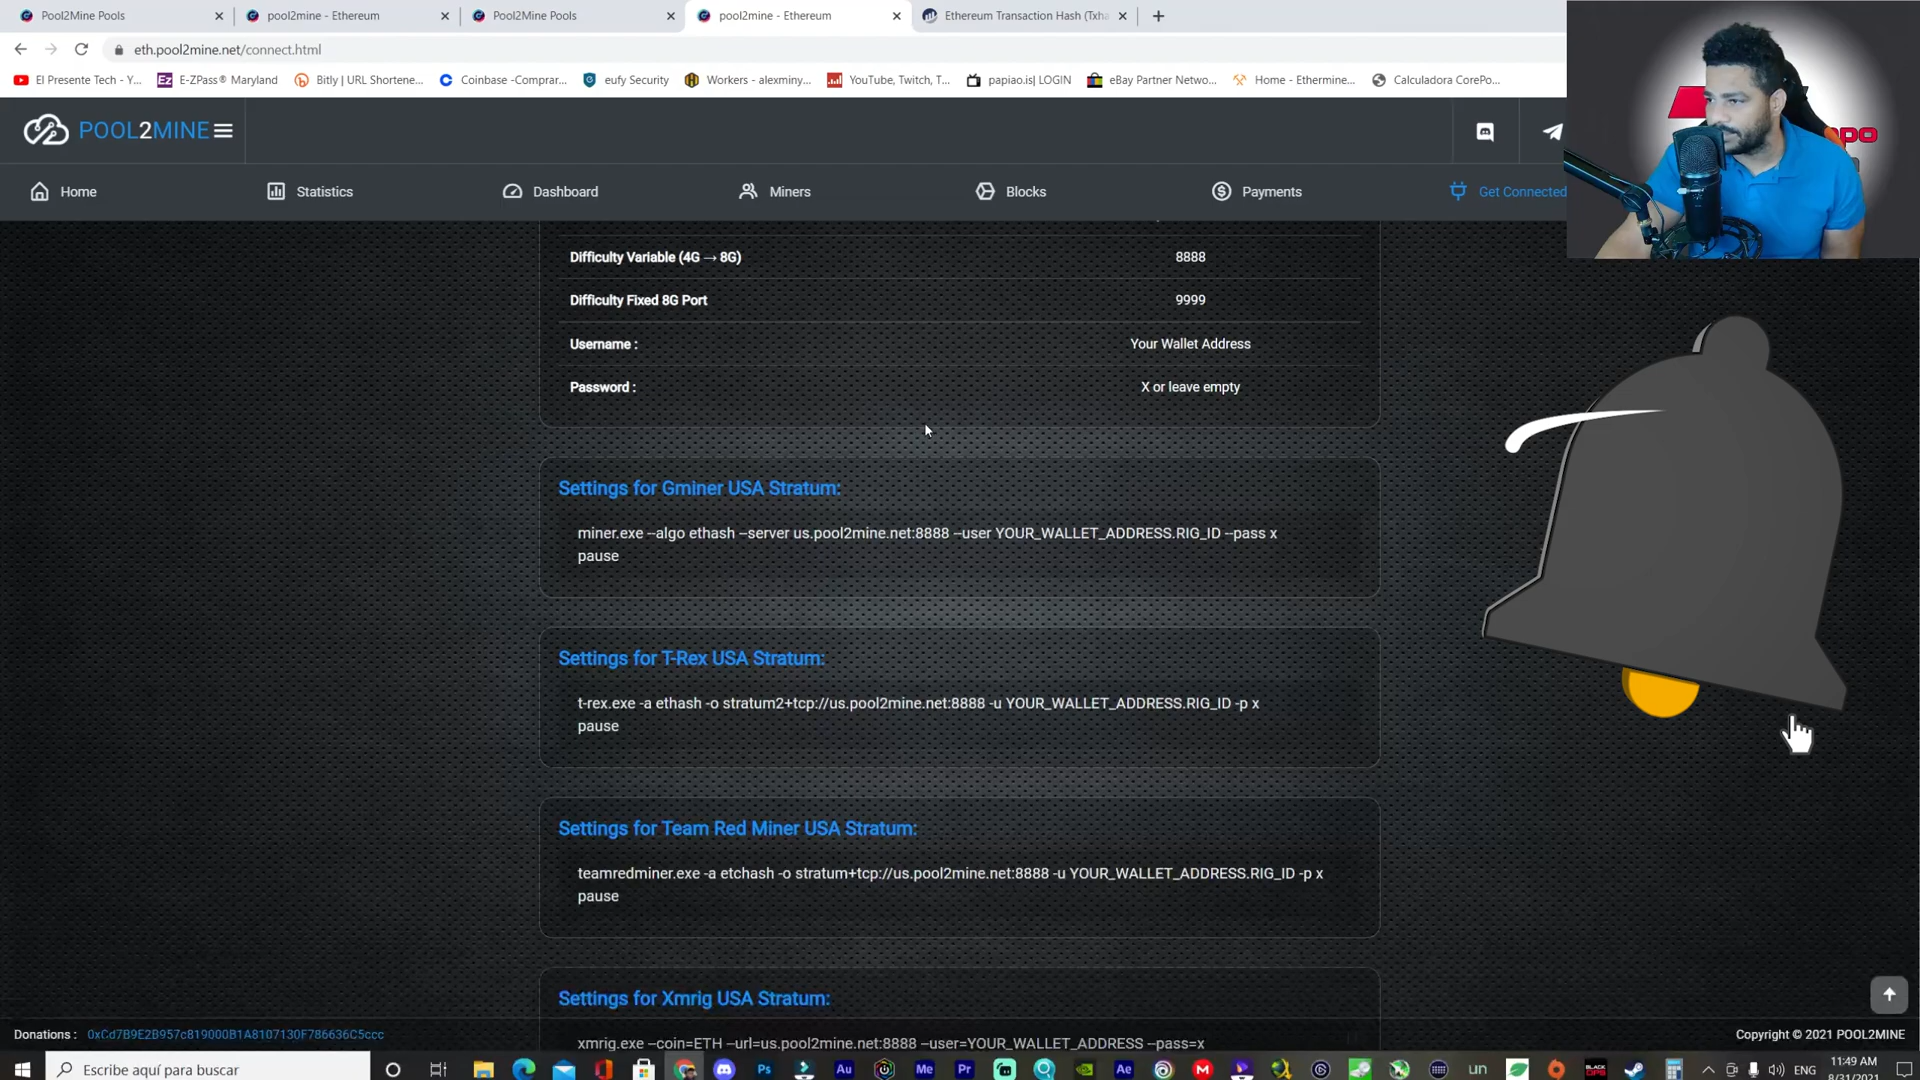 Pool2Mine Pools
pool2mine - Ethereum
Pool2Mine Pools
pool2mine - Ethereum
Ethereum Transaction Hash (Txha
eth.pool2mine.net/connect.html
El Presente Tech - Y...
E-ZPass® Maryland
Bitly | URL Shortene...
Coinbase -Comprar...
eufy Security
Workers - alexminy...
YouTube, Twitch, T...
papiao.is| LOGIN
eBay Partner Netwo...
Home - Ethermine...
Calculadora CorePo...
POOL2MINE
Home
Statistics
Dashboard
Miners
Blocks
Payments
Get Connected
Difficulty Variable (4G → 8G) 8888
Difficulty Fixed 8G Port 9999
Username : Your Wallet Address
Password : X or leave empty
Settings for Gminer USA Stratum:
miner.exe --algo ethash --server us.pool2mine.net:8888 --user YOUR_WALLET_ADDRESS.RIG_ID --pass x
pause
Settings for T-Rex USA Stratum:
t-rex.exe -a ethash -o stratum2+tcp://us.pool2mine.net:8888 -u YOUR_WALLET_ADDRESS.RIG_ID -p x
pause
Settings for Team Red Miner USA Stratum:
teamredminer.exe -a etchash -o stratum+tcp://us.pool2mine.net:8888 -u YOUR_WALLET_ADDRESS.RIG_ID -p x
pause
Settings for Xmrig USA Stratum:
xmrig.exe --coin=ETH --url=us.pool2mine.net:8888 --user=YOUR_WALLET_ADDRESS --pass=x
Donations : 0xCd7B9E2B957c819000B1A8107130F786636C5ccc
Copyright © 2021 POOL2MINE
Escribe aquí para buscar
ENG
11:49 AM
8/31/2021